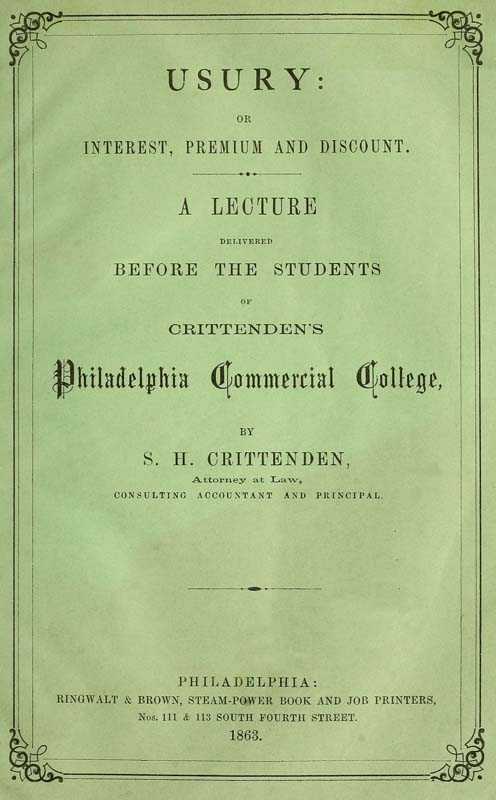 USURY:
OR
INTEREST, PREMIUM AND DISCOUNT.
A LECTURE
DELIVERED
BEFORE THE STUDENTS
OF
CRITTENDEN'S
Philadelphia Commercial College,
BY
S. H. CRITTENDEN,
Attorney at Law,
CONSULTING ACCOUNTANT AND PRINCIPAL.
PHILADELPHIA:
RINGWALT & BROWN, STEAM-POWER BOOK AND JOB PRINTERS,
Nos. 111 & 113 SOUTH FOURTH STREET.
1863.